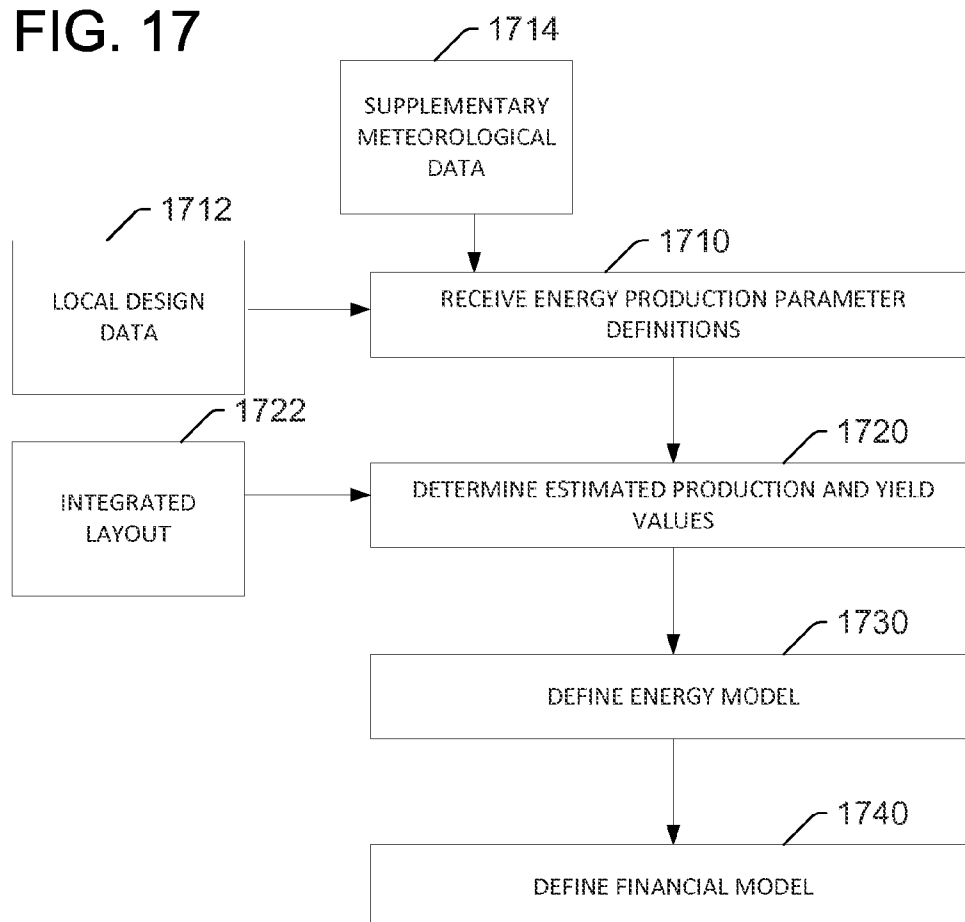 FIG. 17
1714
SUPPLEMENTARY
METEOROLOGICAL
DATA
1712
LOCAL DESIGN
DATA
1710
RECEIVE ENERGY PRODUCTION PARAMETER
DEFINITIONS
1722
INTEGRATED
LAYOUT
1720
DETERMINE ESTIMATED PRODUCTION AND YIELD
VALUES
1730
DEFINE ENERGY MODEL
1740
DEFINE FINANCIAL MODEL